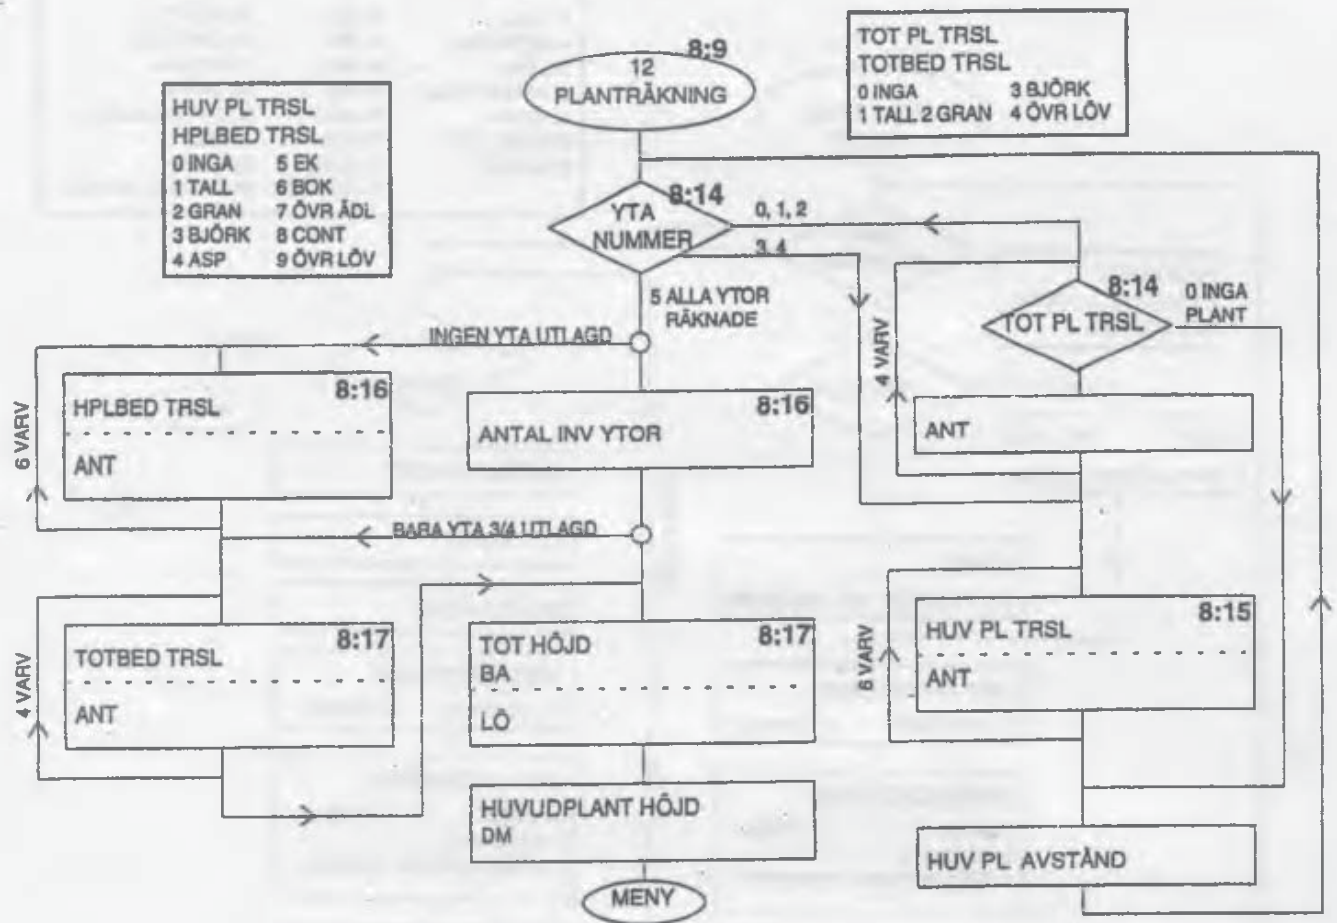 8:9
12
PLANTRÄKNING
TOT PL TRSL
TOTBED TRSL
0 INGA 3 BJÖRK
1 TALL 2 GRAN 4 ÖVR LÖV
HUV PL TRSL
HPLBED TRSL
0 INGA 5 EK
1 TALL 6 BOK
2 GRAN 7 ÖVR ÄDL
3 BJÖRK 8 CONT
4 ASP 9 ÖVR LÖV
8:14
YTA
NUMMER
0, 1, 2
3, 4
5 ALLA YTOR
RÄKNADE
8:14
TOT PL TRSL
0 INGA
PLANT
4 VARV
ANT
INGEN YTA UTLAGD
8:16
HPLBED TRSL
ANT
6 VARV
8:16
ANTAL INV YTOR
BARA YTA 3/4 UTLAGD
8:17
TOTBED TRSL
ANT
4 VARV
8:17
TOT HÖJD
BA
LÖ
8:15
HUV PL TRSL
ANT
6 VARV
HUVUDPLANT HÖJD
DM
HUV PL AVSTÅND
MENY